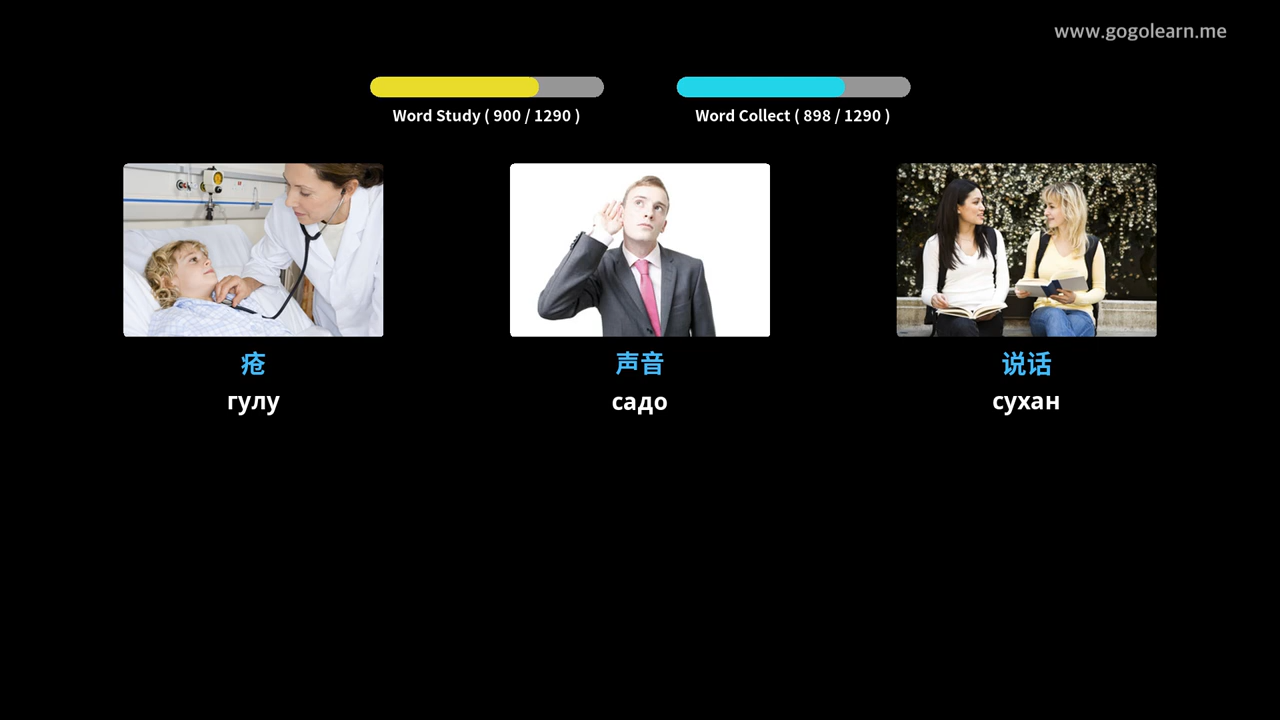 www.gogolearn.me
Word Study ( 900 / 1290 )
Word Collect ( 898 / 1290 )
疮
声音
说话
гулу
садо
сухан